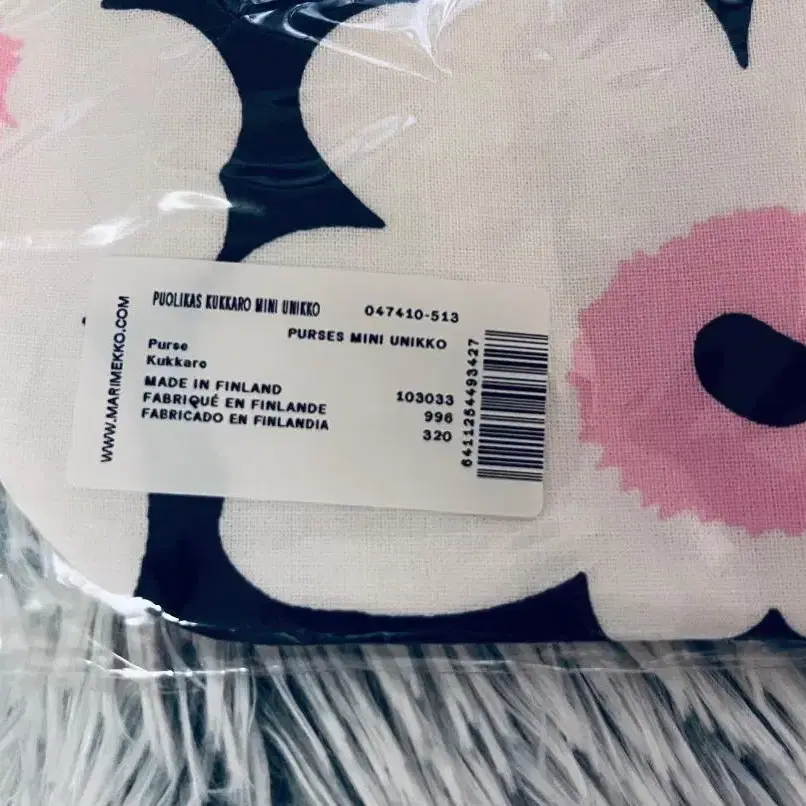 PUOLIKAS KUKKARO MINI UNIKKO 047410-513
PURSES MINI UNIKKO
Purse
Kukkaro
MADE IN FINLAND 103033
FABRIQUÉ EN FINLANDE 996
FABRICADO EN FINLANDIA 320
WWW.MARIMEKKO.COM
6411254493427